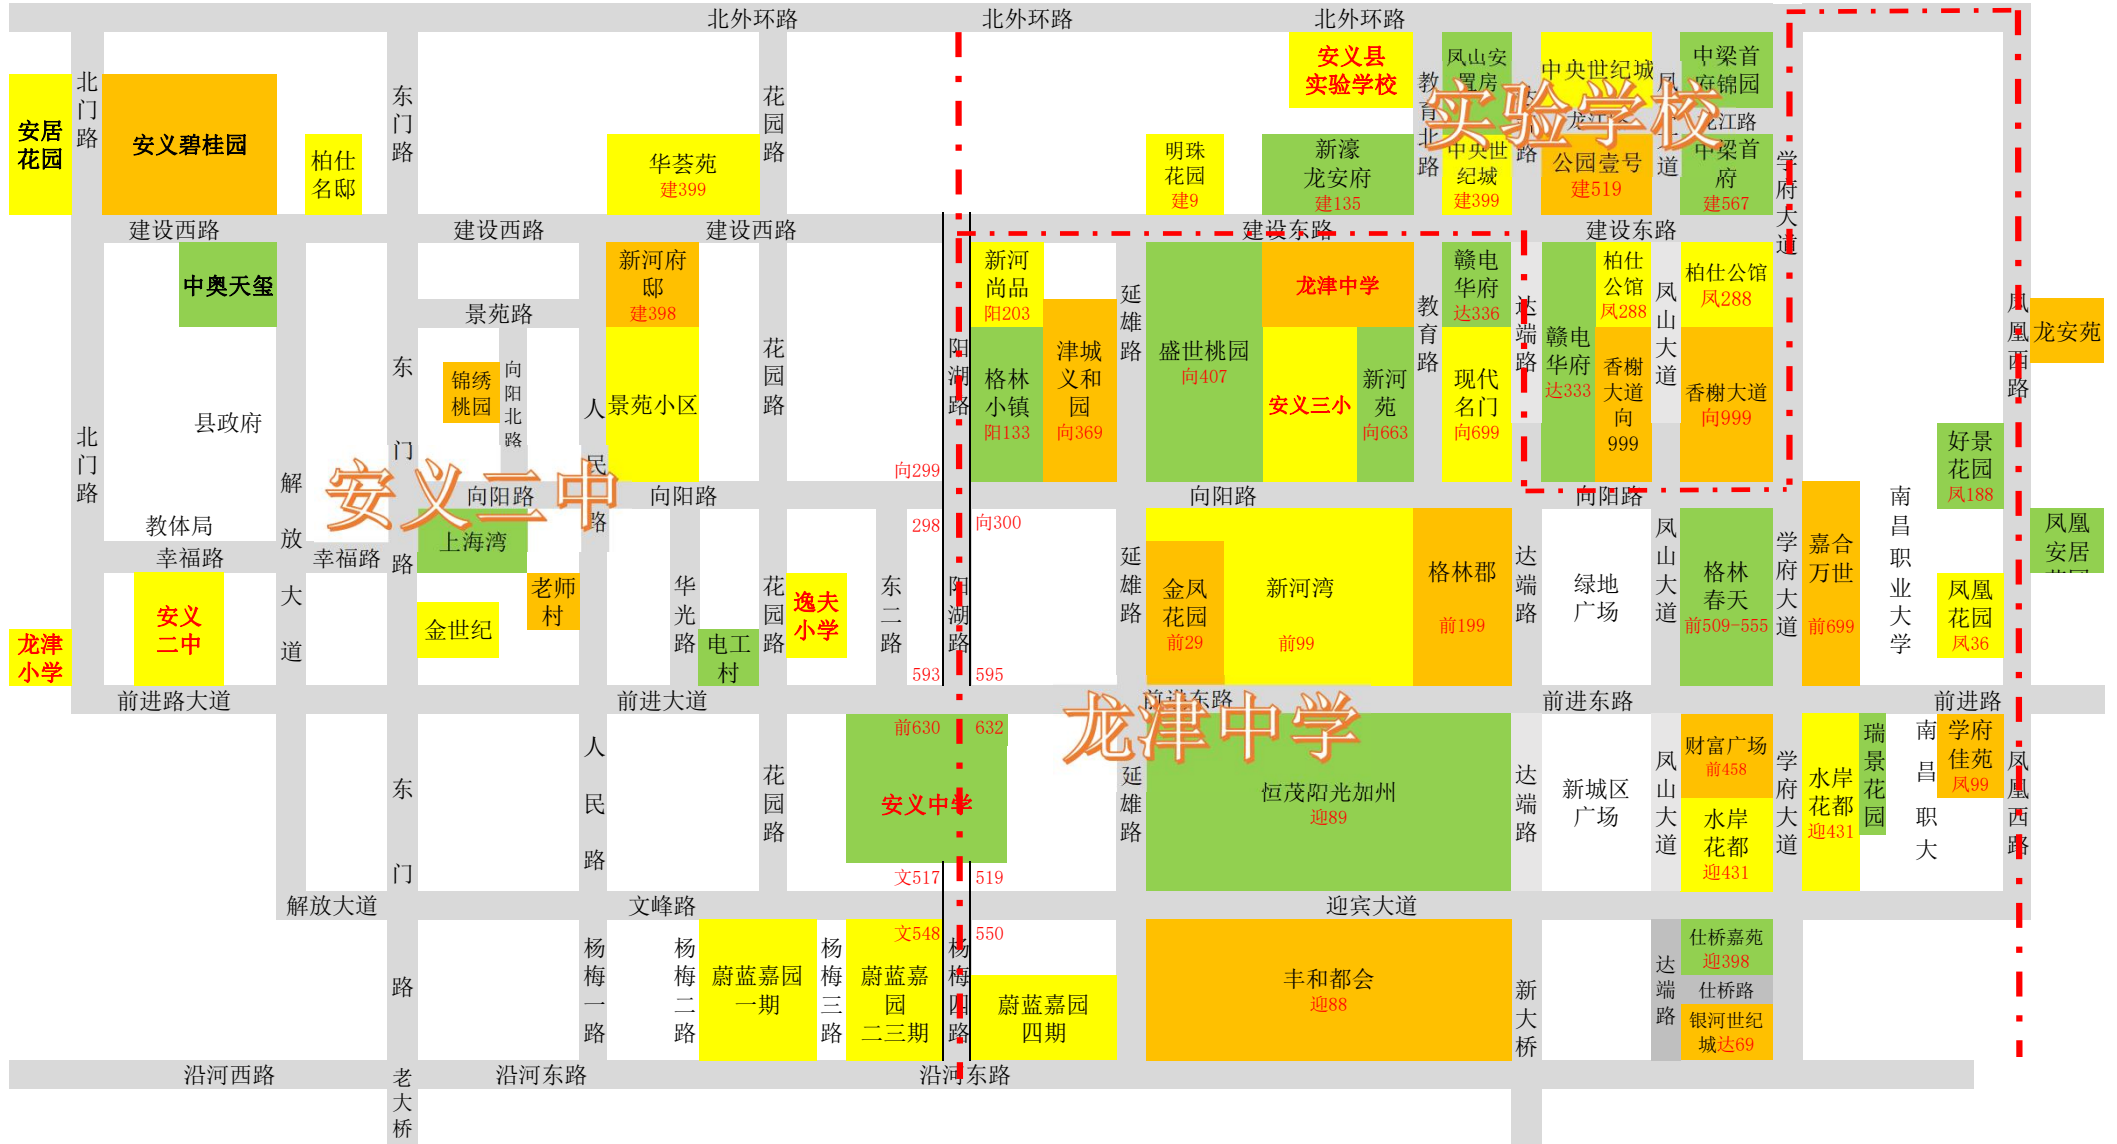 北外环路
北外环路
北外环路
北门路
东门路
花园路
安居
花园
安义碧桂园
柏仕
名邸
华荟苑
建399
安义县
实验学校
教育北路
凤山安
置房
中央世纪城
中梁首
府锦园
实验学校
龙江路
龙江路
明珠
花园
建9
新濠
龙安府
建135
中央世
纪城
建399
公园壹号
建519
中梁首
府
建567
学府大道
建设西路
建设西路
建设西路
建设东路
建设东路
中奥天玺
景苑路
新河府
邸
建398
新河
尚品
阳203
延雄路
龙津中学
教育路
赣电
华府
达336
达端路
柏仕
公馆
凤288
凤山大道
柏仕公馆
凤288
凤凰西路
龙安苑
县政府
东门路
锦绣
桃园
向阳北路
人民路
景苑小区
花园路
阳湖路
格林
小镇
阳133
津城
义和
园
向369
盛世桃园
向407
安义三小
新河
苑
向663
现代
名门
向699
赣电
华府
达333
香榭
大道
向
999
香榭大道
向999
好景
花园
凤188
北门路
解放大道
安义二中
向299
向阳路
向阳路
向阳路
向阳路
教体局
298
向300
幸福路
幸福路
上海湾
老师
村
金世纪
安义
二中
龙津
小学
华光路
电工
村
花园路
逸夫
小学
东二路
阳湖路
593
595
延雄路
金凤
花园
前29
新河湾
前99
格林郡
前199
达端路
绿地
广场
凤山大道
格林
春天
前509-555
学府大道
嘉合
万世
前699
南昌职业大学
凤凰
安居
凤凰
花园
凤36
前进路大道
前进大道
前进东路
前进东路
前进路
龙津中学
东门路
人民路
花园路
前630
632
安义中学
文517
519
延雄路
恒茂阳光加州
迎89
达端路
新城区
广场
凤山大道
财富广场
前458
水岸
花都
迎431
学府大道
水岸
花都
迎431
瑞景花园
南昌职大
学府
佳苑
凤99
凤凰西路
解放大道
文峰路
迎宾大道
文548
550
杨梅一路
杨梅二路
蔚蓝嘉园
一期
杨梅三路
蔚蓝嘉
园
二三期
杨梅四路
蔚蓝嘉园
四期
丰和都会
迎88
新大桥
达端路
仕桥嘉苑
迎398
仕桥路
银河世纪
城达69
沿河西路
沿河东路
沿河东路
老大桥